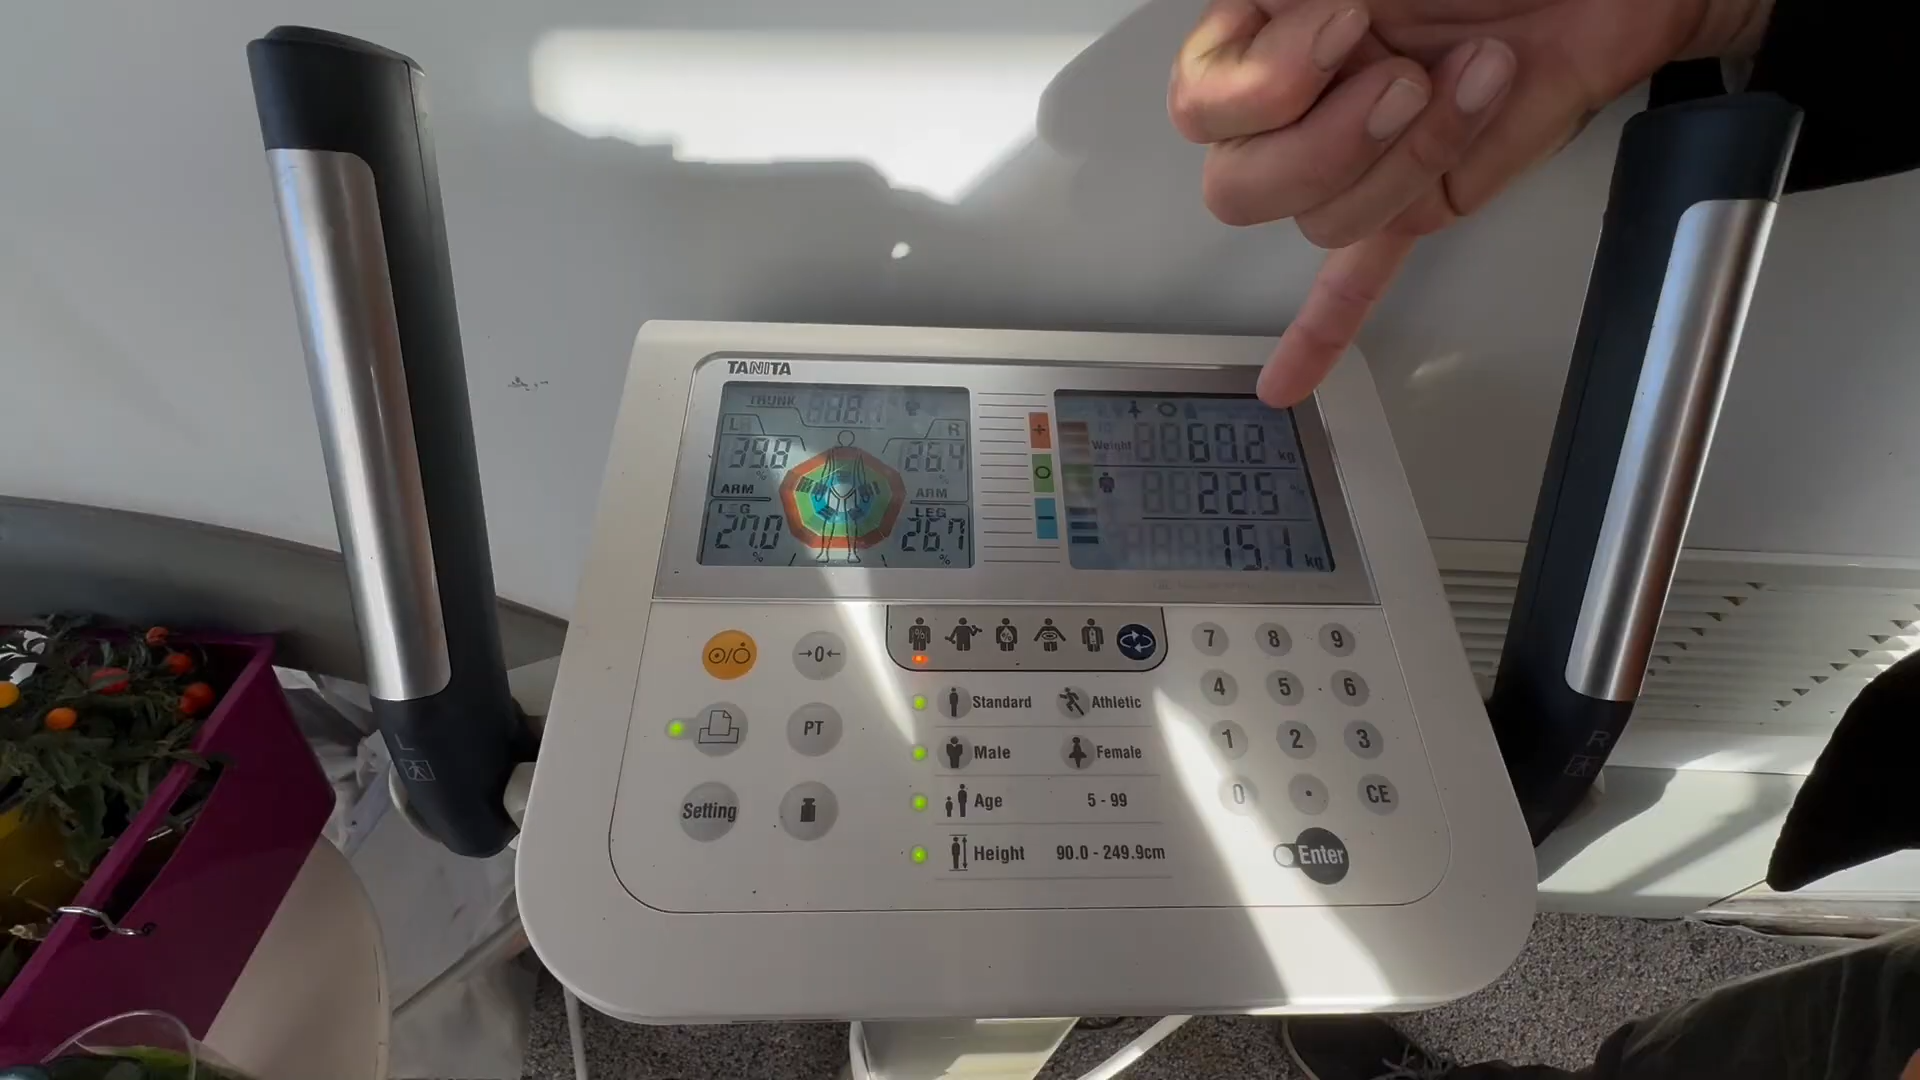 TANITA
TRUNK
L
R
39.8 %
26.4 %
ARM
ARM
LEG
LEG
27.0 %
26.7 %
+
−
Weight 67.2 kg
22.5 %
15.1 kg
→0←
PT
Setting
Standard Athletic
Male Female
Age 5 - 99
Height 90.0 - 249.9cm
7 8 9
4 5 6
1 2 3
0 . CE
Enter
L
R